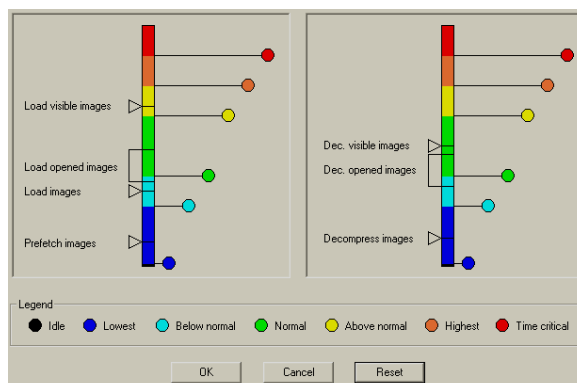 Load visible images
Load opened images
Load images
Prefetch images
Dec. visible images
Dec. opened images
Decompress images
Legend
Idle Lowest Below normal Normal Above normal Highest Time critical
OK Cancel Reset